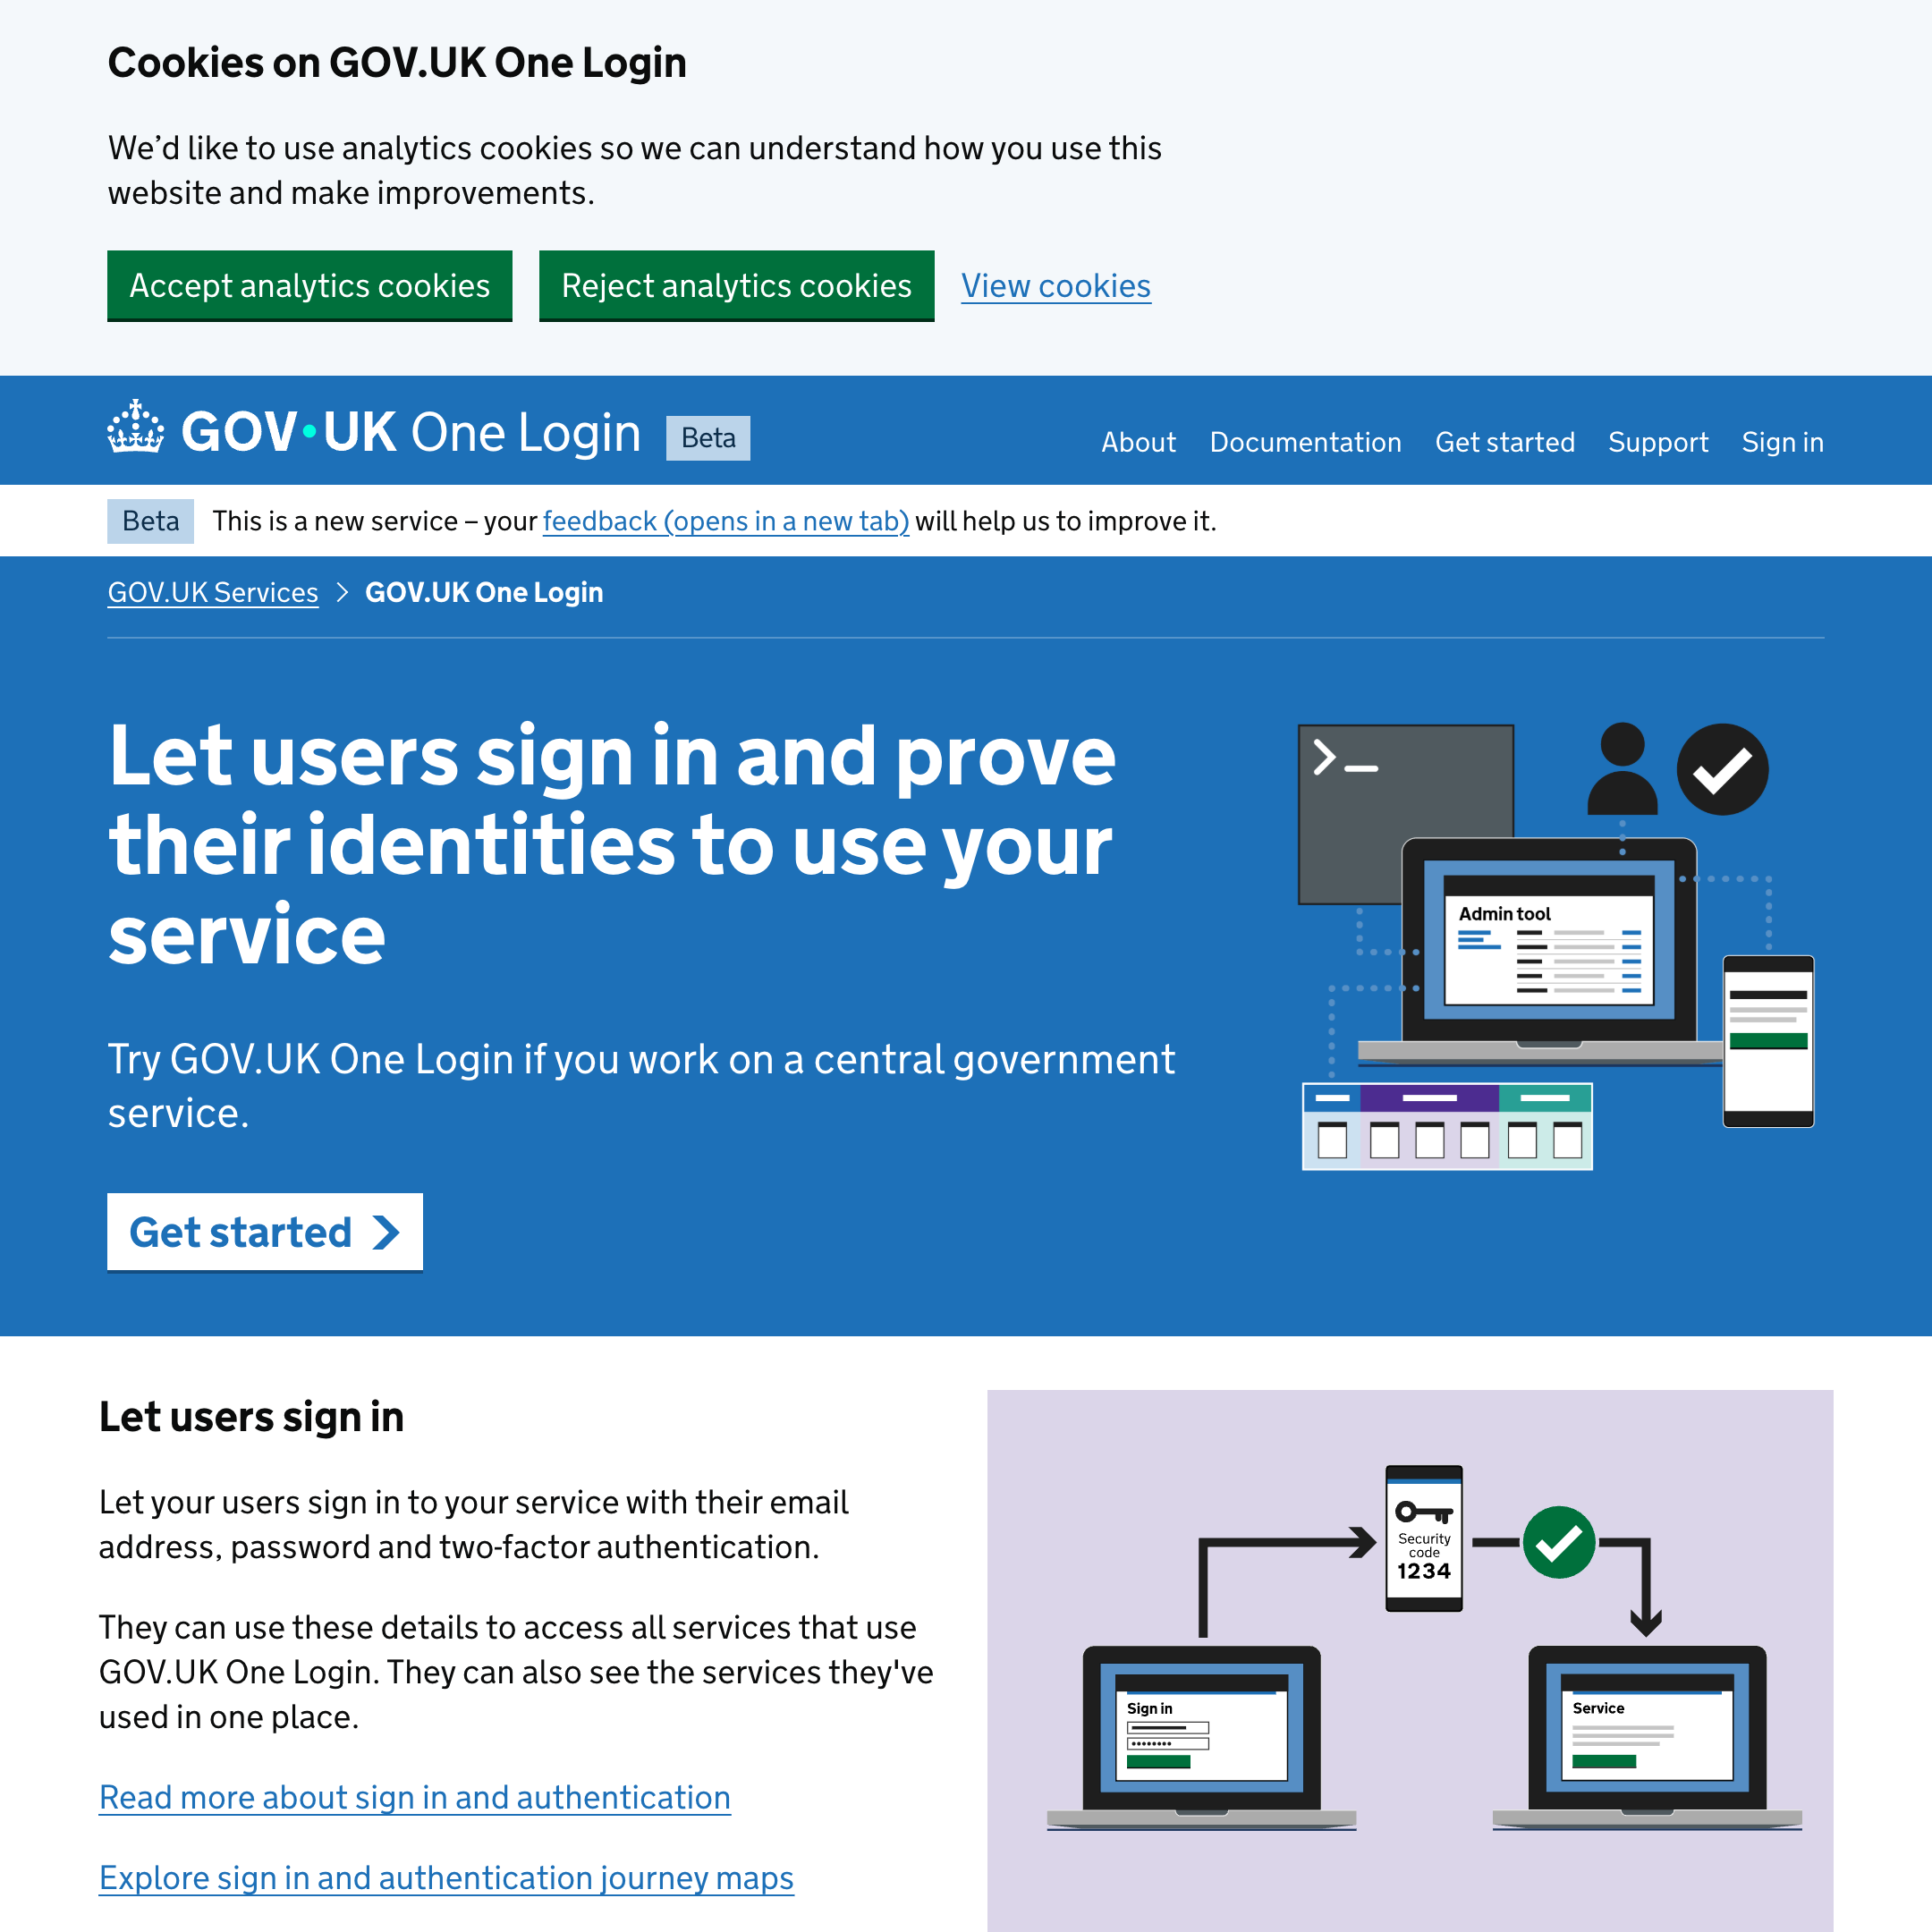 Cookies on GOV.UK One Login
We’d like to use analytics cookies so we can understand how you use this
website and make improvements.
Accept analytics cookies
Reject analytics cookies
View cookies
GOV·UK One Login
Beta
About
Documentation
Get started
Support
Sign in
Beta
This is a new service – your feedback (opens in a new tab) will help us to improve it.
GOV.UK Services
GOV.UK One Login
Let users sign in and prove
their identities to use your
service
Try GOV.UK One Login if you work on a central government
service.
Get started
Admin tool
Let users sign in
Let your users sign in to your service with their email
address, password and two-factor authentication.
They can use these details to access all services that use
GOV.UK One Login. They can also see the services they've
used in one place.
Read more about sign in and authentication
Explore sign in and authentication journey maps
Security
code
1234
Sign in
Service